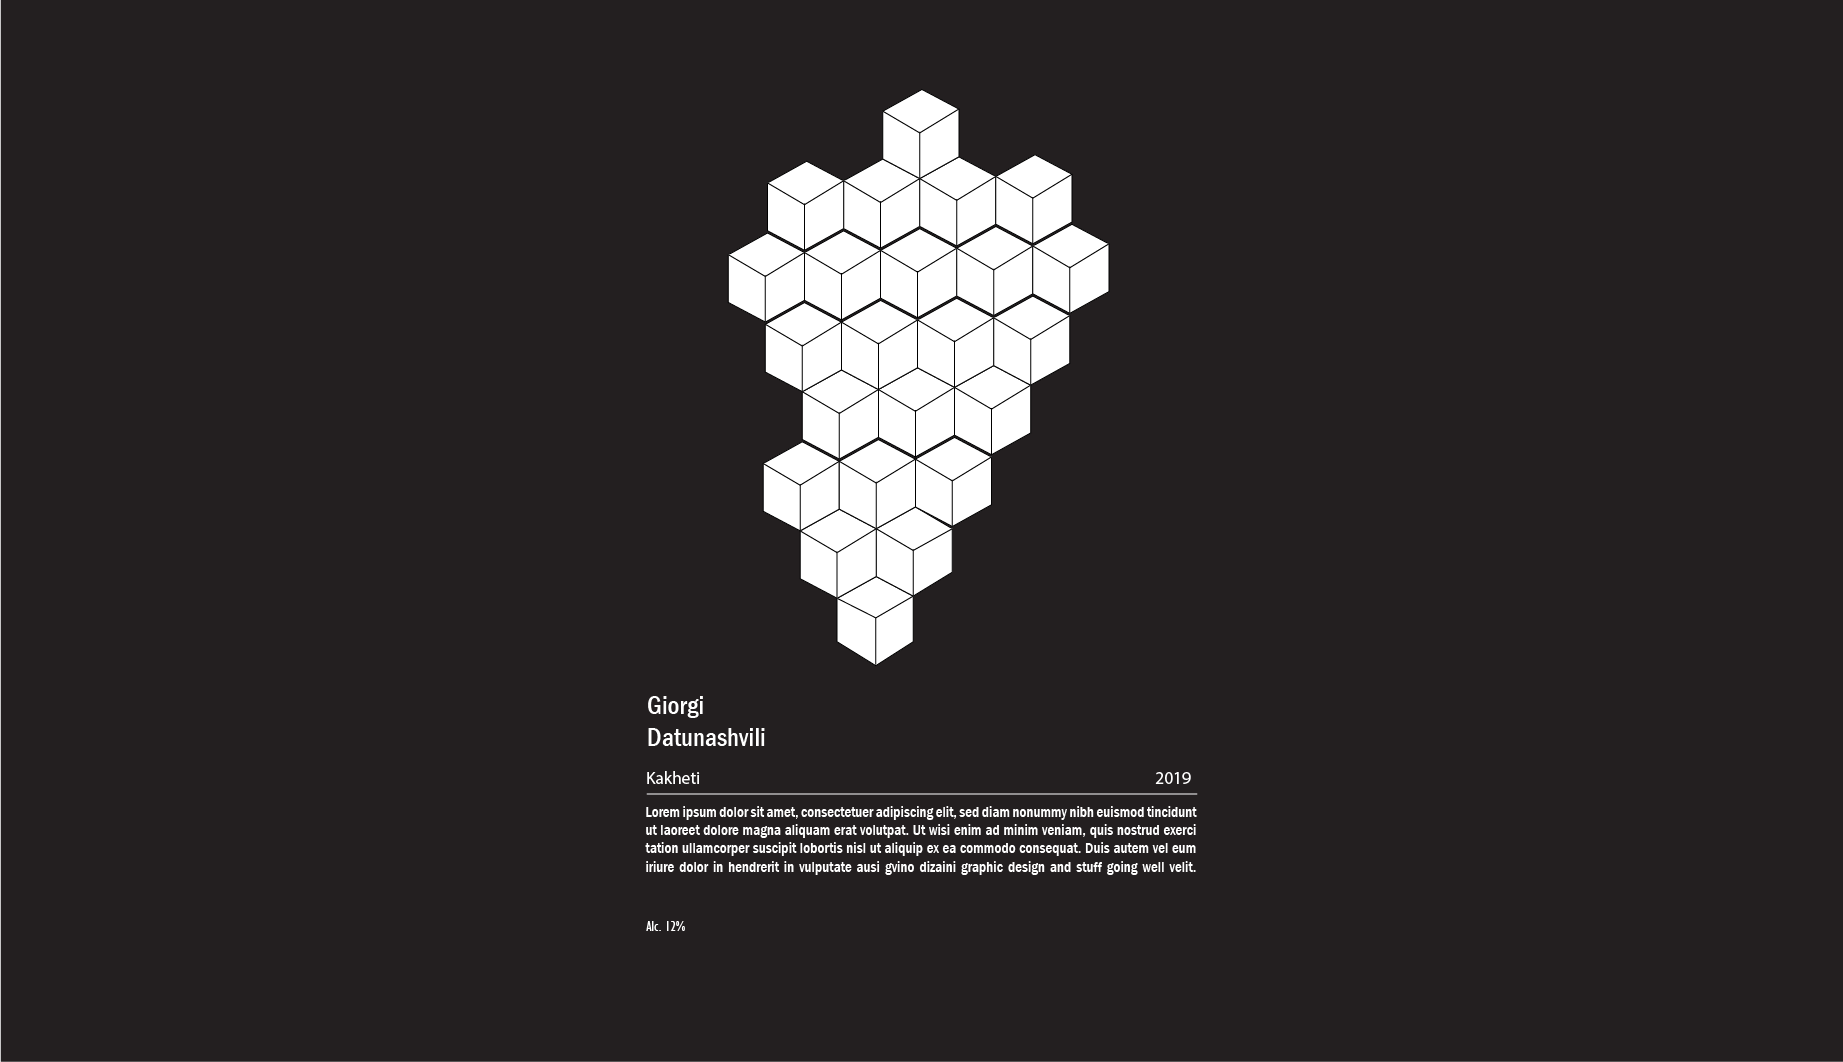 Giorgi
Datunashvili
Kakheti 2019
Lorem ipsum dolor sit amet, consectetuer adipiscing elit, sed diam nonummy nibh euismod tincidunt
ut laoreet dolore magna aliquam erat volutpat. Ut wisi enim ad minim veniam, quis nostrud exerci
tation ullamcorper suscipit lobortis nisl ut aliquip ex ea commodo consequat. Duis autem vel eum
iriure dolor in hendrerit in vulputate ausi gvino dizaini graphic design and stuff going well velit.
Alc. 12%